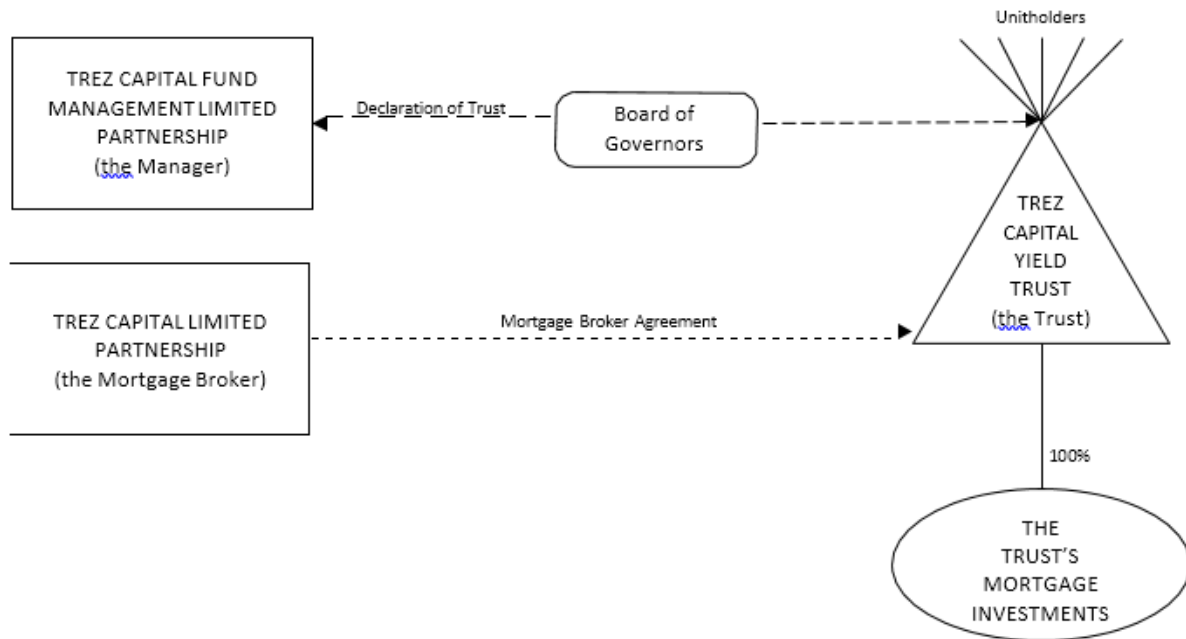 Unitholders
TREZ CAPITAL FUND
MANAGEMENT LIMITED
PARTNERSHIP
(the Manager)
Declaration of Trust
Board of
Governors
TREZ
CAPITAL
YIELD
TRUST
(the Trust)
TREZ CAPITAL LIMITED
PARTNERSHIP
(the Mortgage Broker)
Mortgage Broker Agreement
100%
THE
TRUST'S
MORTGAGE
INVESTMENTS